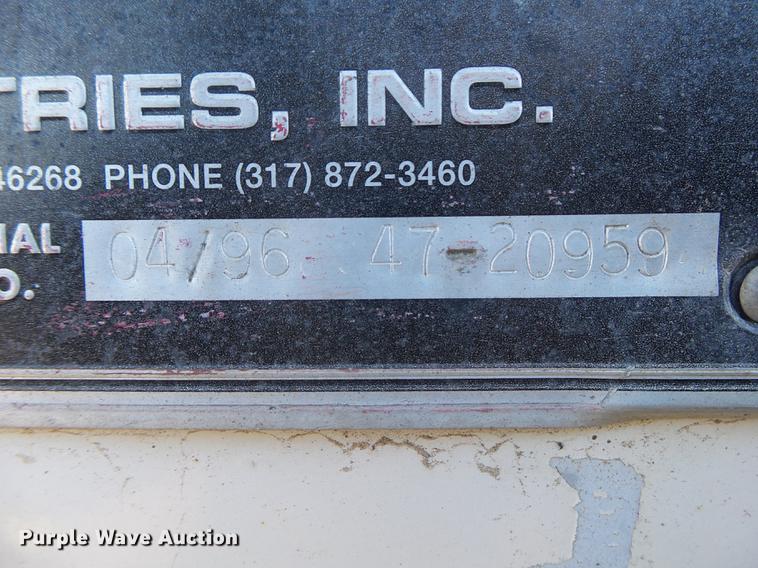 TRIES, INC.
46268 PHONE (317) 872-3460
IAL 04/96 47-20959
O.
Purple Wave Auction